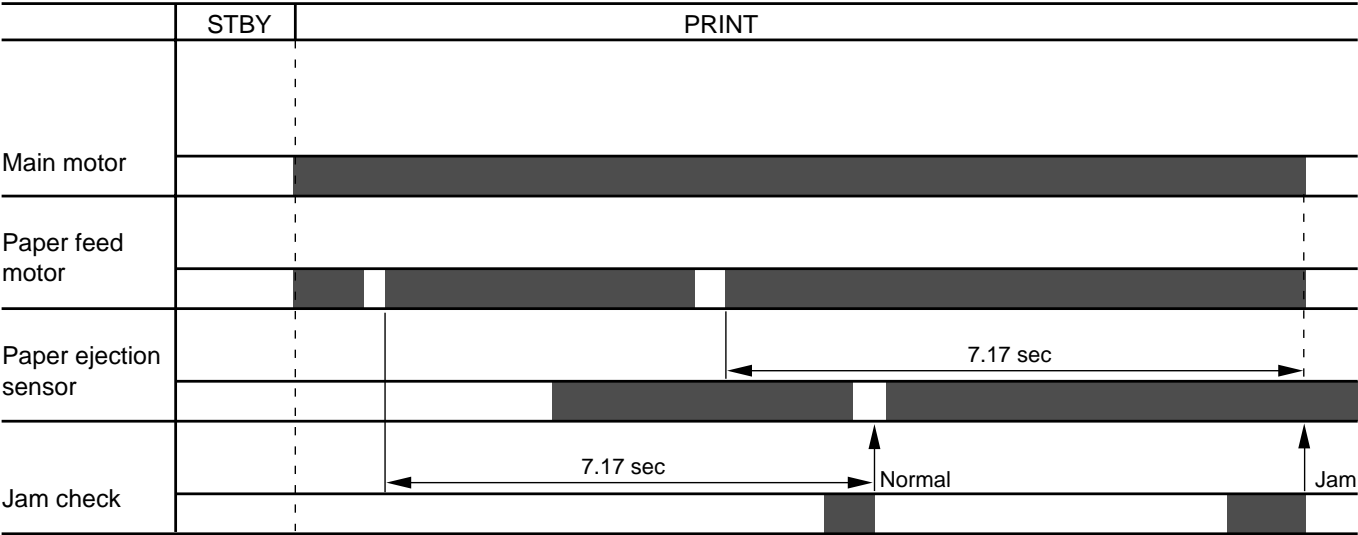 STBY PRINT
Main motor
Paper feed
motor
Paper ejection
sensor
7.17 sec
7.17 sec
Normal
Jam
Jam check